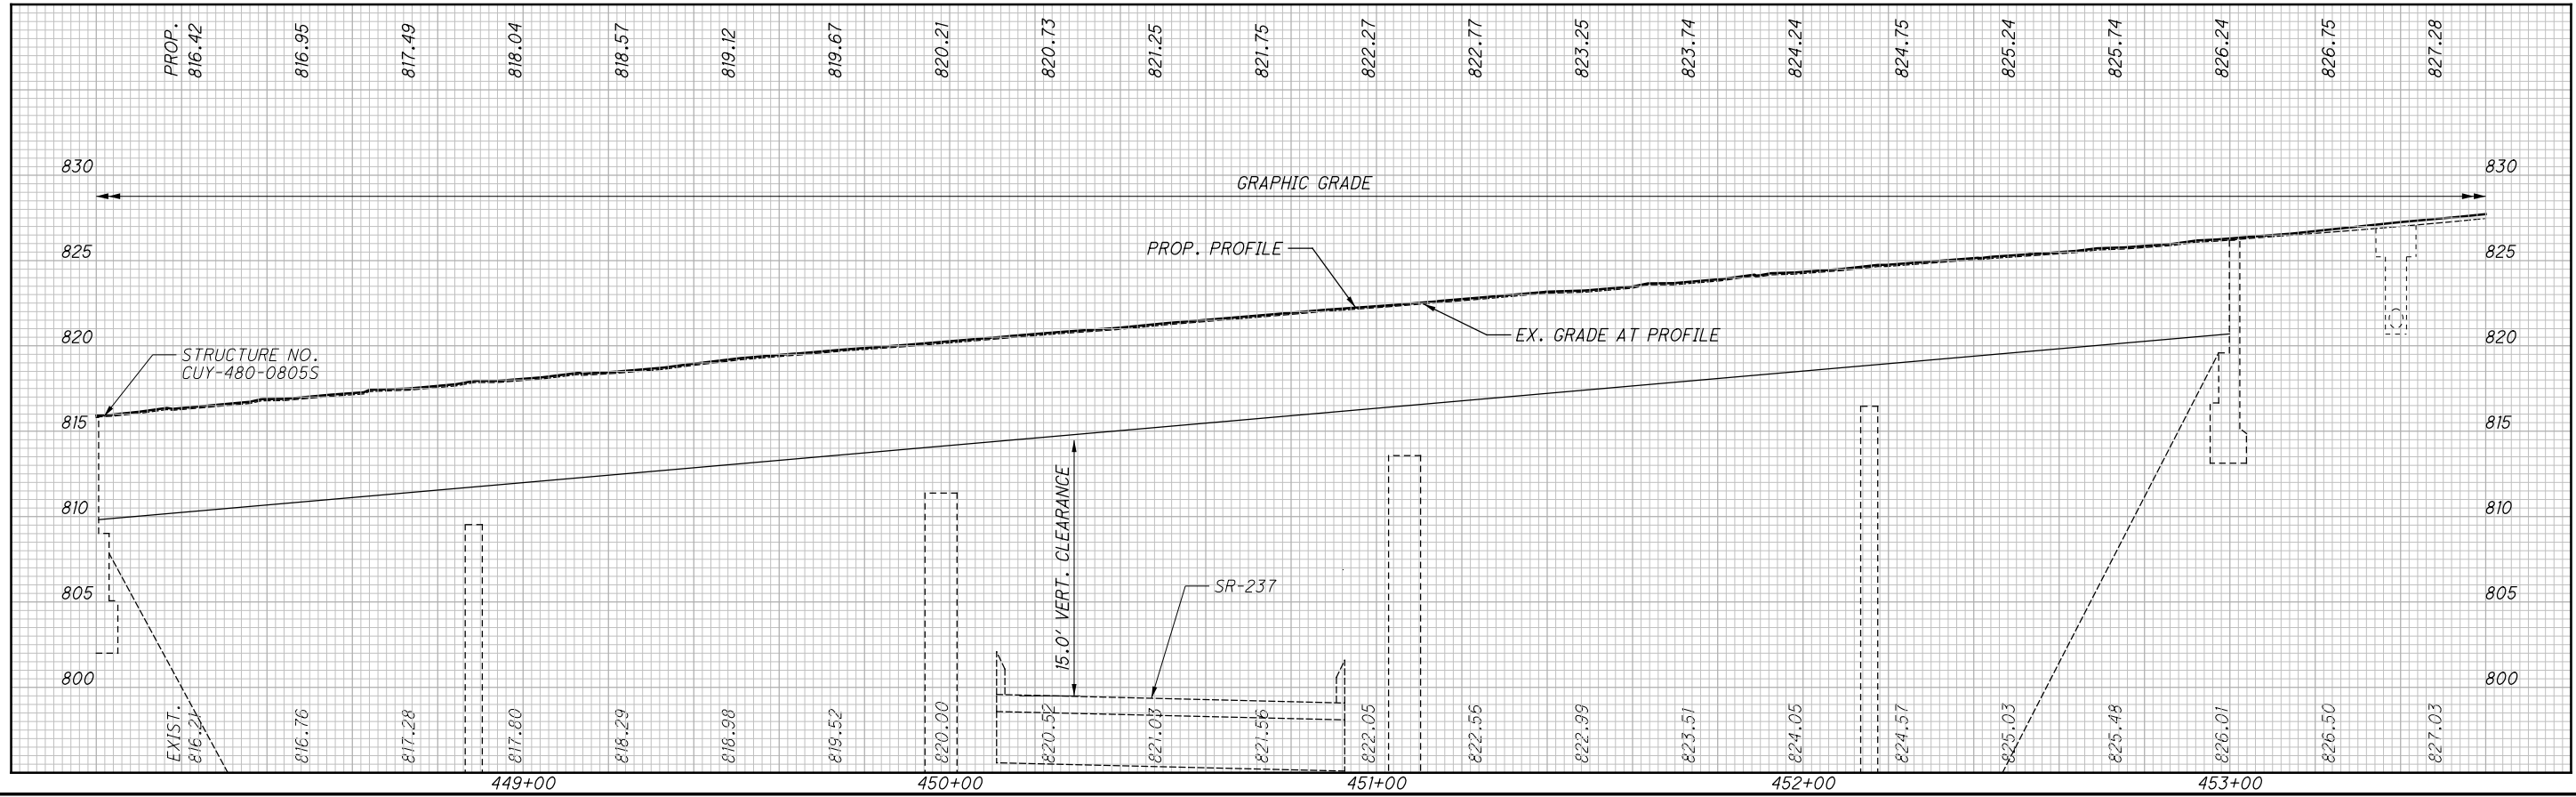 PROP.
816.42 816.95 817.49 818.04 818.57 819.12 819.67 820.21 820.73 821.25 821.75 822.27 822.77 823.25 823.74 824.24 824.75 825.24 825.74 826.24 826.75 827.28
830 830
GRAPHIC GRADE
825 PROP. PROFILE 825
820 EX. GRADE AT PROFILE 820
STRUCTURE NO.
CUY-480-0805S
815 815
810 810
15.0' VERT. CLEARANCE
805 SR-237 805
800 800
EXIST.
816.21 816.76 817.28 817.80 818.29 818.98 819.52 820.00 820.52 821.03 821.56 822.05 822.56 822.99 823.51 824.05 824.57 825.03 825.48 826.01 826.50 827.03
449+00 450+00 451+00 452+00 453+00